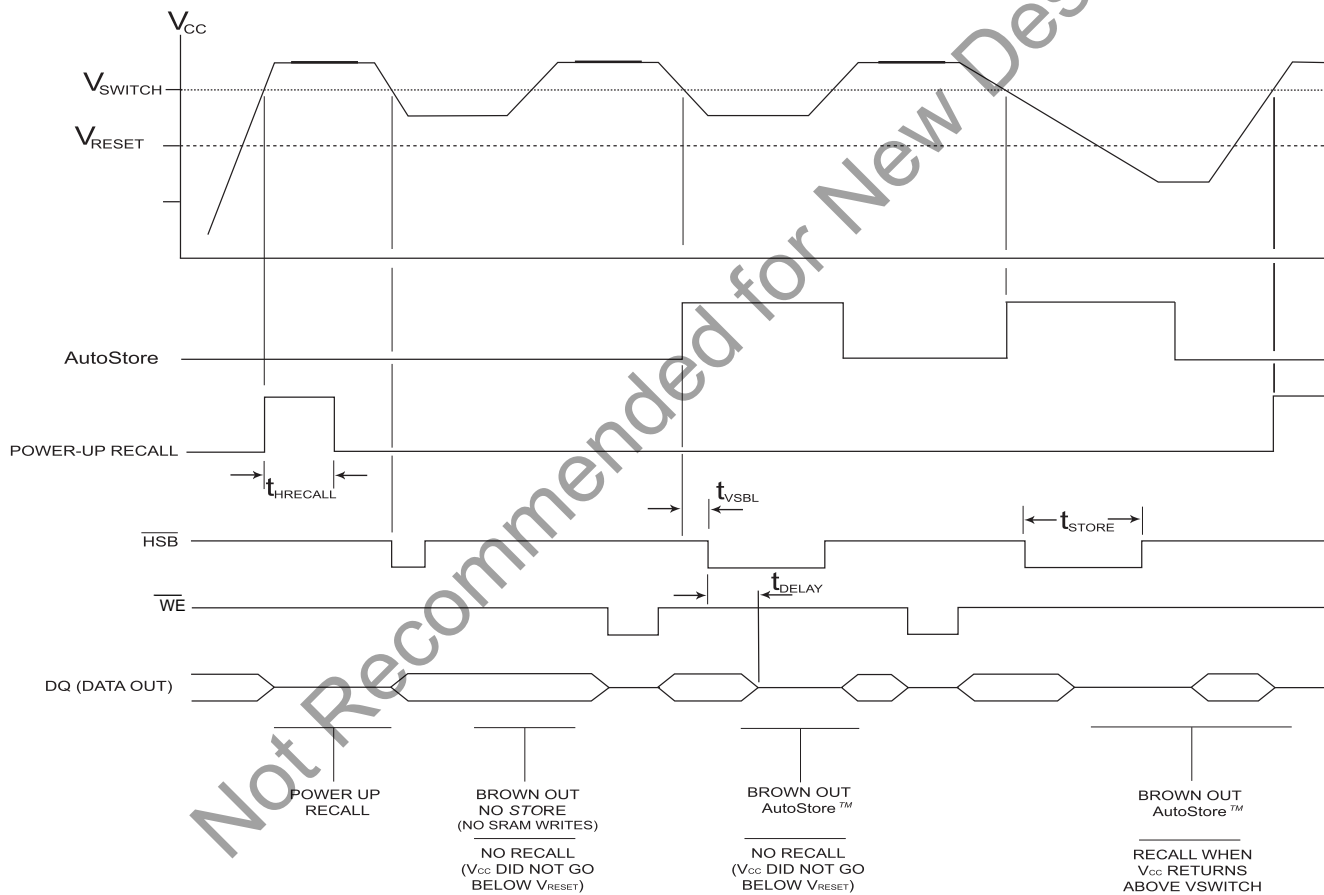 VCC
VSWITCH
VRESET
AutoStore
POWER-UP RECALL
tHRECALL
tVSBL
HSB
tSTORE
tDELAY
WE
DQ (DATA OUT)
POWER UP
RECALL
BROWN OUT
NO STORE
(NO SRAM WRITES)
NO RECALL
(VCC DID NOT GO
BELOW VRESET)
BROWN OUT
AutoStore™
NO RECALL
(VCC DID NOT GO
BELOW VRESET)
BROWN OUT
AutoStore™
RECALL WHEN
VCC RETURNS
ABOVE VSWITCH
Not Recommended for New Des